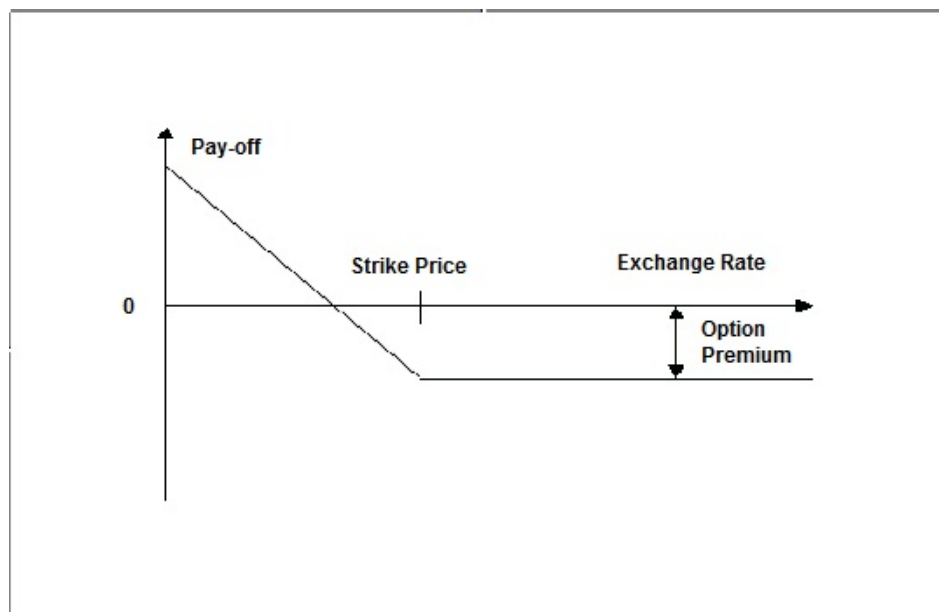 Pay-off
Strike Price
Exchange Rate
0
Option
Premium